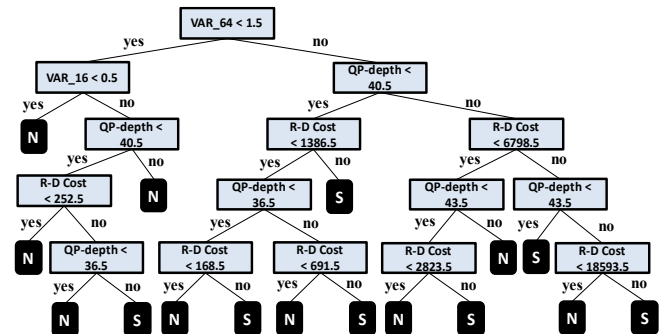 VAR_64 < 1.5
yes no
VAR_16 < 0.5 QP-depth <
40.5
yes no yes no
N QP-depth <
40.5 R-D Cost
< 1386.5 R-D Cost
< 6798.5
yes no yes no yes no
R-D Cost
< 252.5 N QP-depth <
36.5 S QP-depth <
43.5 QP-depth <
43.5
yes no yes no yes no yes no
N QP-depth <
36.5 R-D Cost
< 168.5 R-D Cost
< 691.5 R-D Cost
< 2823.5 N S R-D Cost
< 18593.5
yes no yes no yes no yes no yes no
N S N S N S N S N S